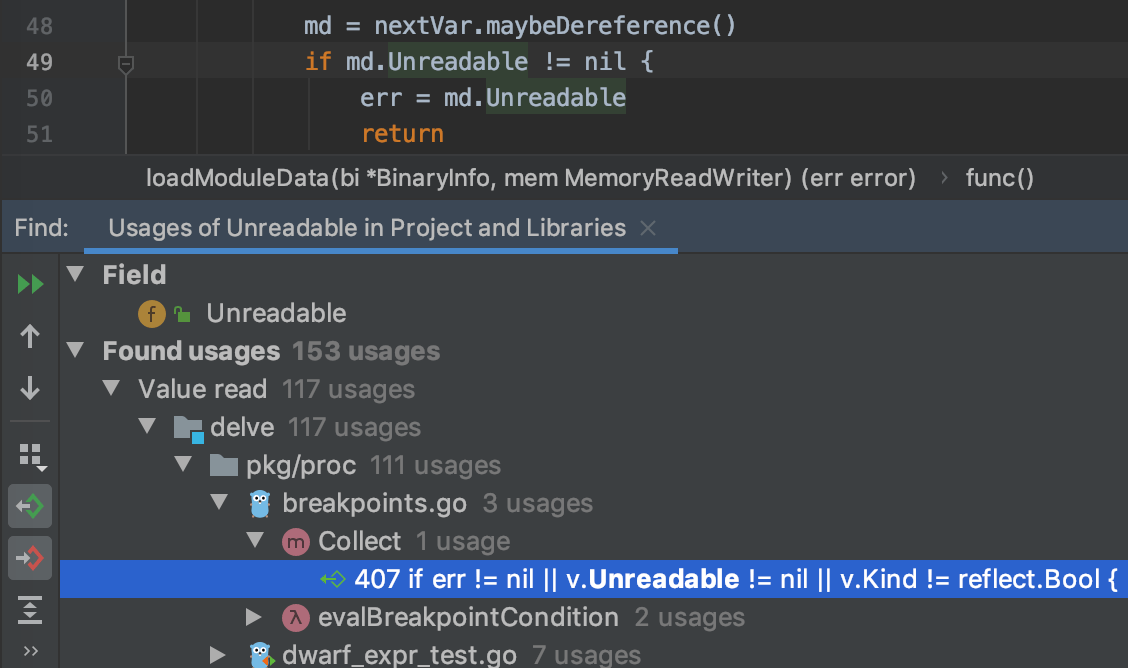 48 md = nextVar.maybeDereference()
49 if md.Unreadable != nil {
50 err = md.Unreadable
51 return
loadModuleData(bi *BinaryInfo, mem MemoryReadWriter) (err error) › func()
Find: Usages of Unreadable in Project and Libraries ×
Field
f Unreadable
Found usages 153 usages
Value read 117 usages
delve 117 usages
pkg/proc 111 usages
breakpoints.go 3 usages
m Collect 1 usage
407 if err != nil || v.Unreadable != nil || v.Kind != reflect.Bool {
λ evalBreakpointCondition 2 usages
dwarf_expr_test.go 7 usages